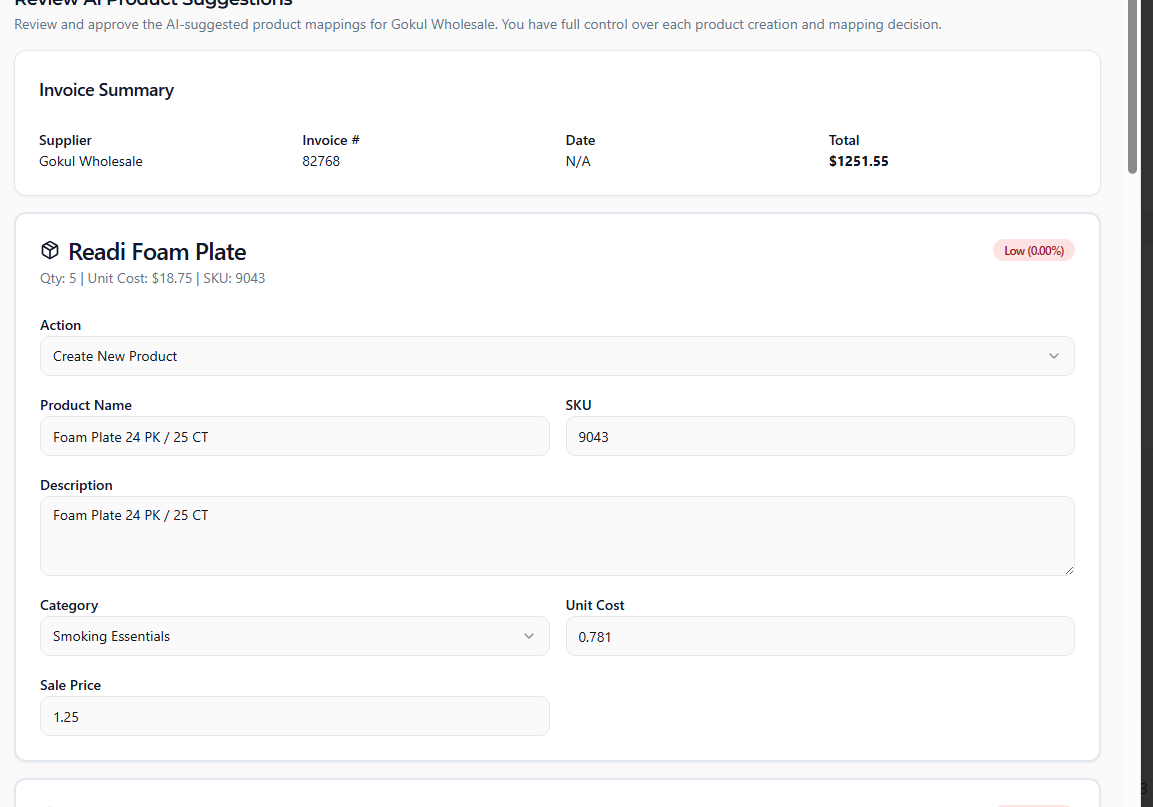 Review AI Product Suggestions
Review and approve the AI-suggested product mappings for Gokul Wholesale. You have full control over each product creation and mapping decision.
Invoice Summary
Supplier
Invoice #
Date
Total
Gokul Wholesale
82768
N/A
$1251.55
Readi Foam Plate
Low (0.00%)
Qty: 5 | Unit Cost: $18.75 | SKU: 9043
Action
Create New Product
Product Name
SKU
Foam Plate 24 PK / 25 CT
9043
Description
Foam Plate 24 PK / 25 CT
Category
Unit Cost
Smoking Essentials
0.781
Sale Price
1.25